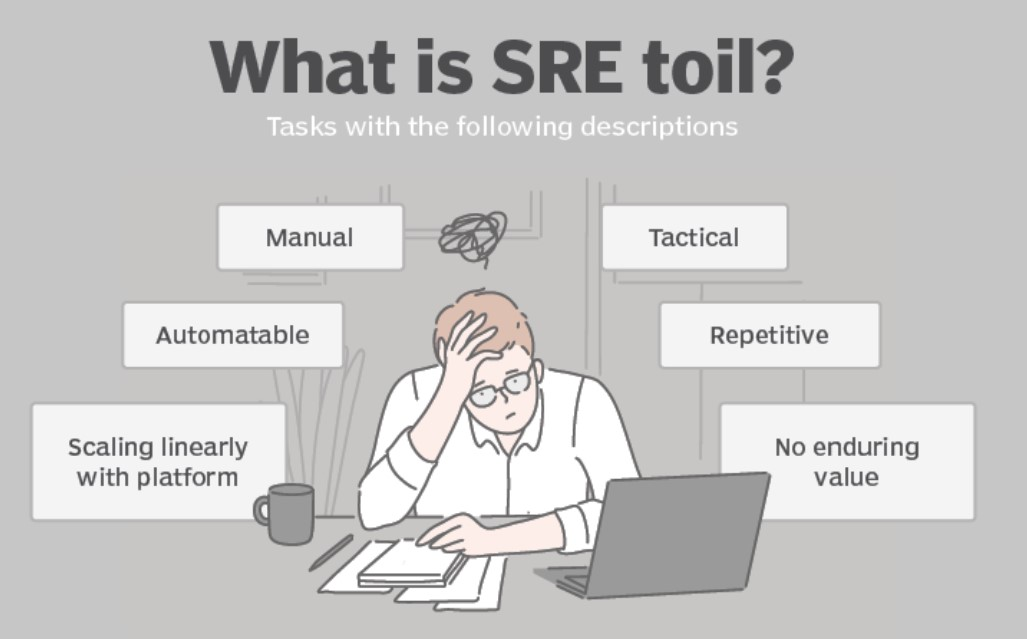 What is SRE toil?
Tasks with the following descriptions
Manual
Tactical
Automatable
Repetitive
Scaling linearly
with platform
No enduring
value